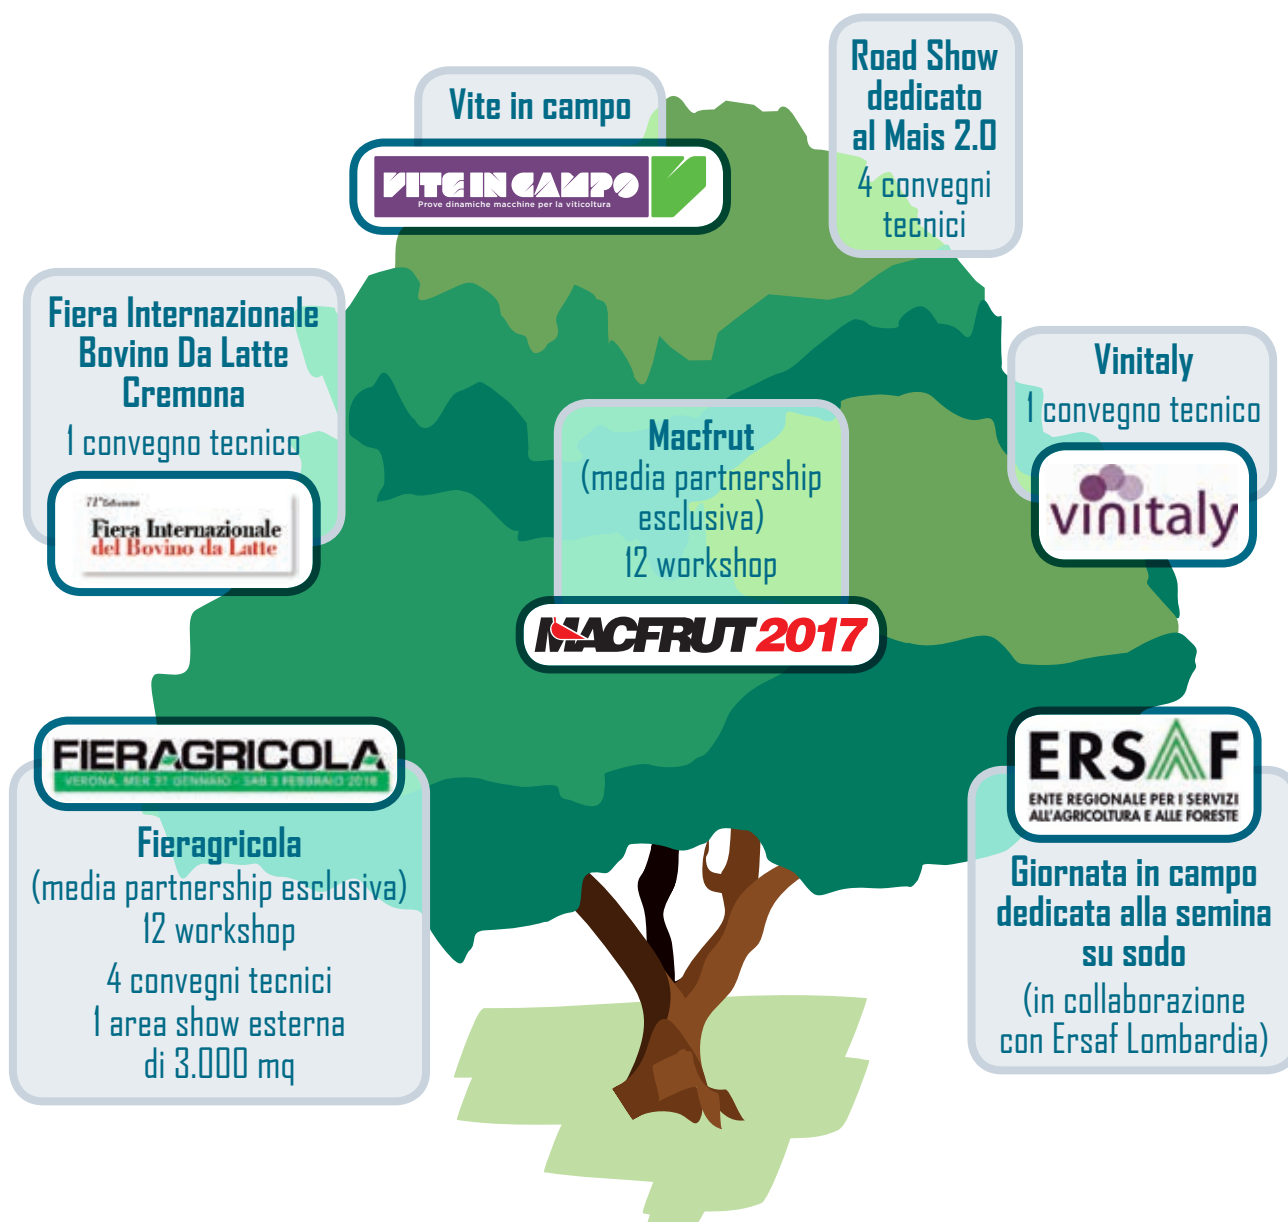 Vite in campo
VITE IN CAMPO
Prove dinamiche macchine per la viticoltura
Road Show
dedicato
al Mais 2.0
4 convegni
tecnici
Fiera Internazionale
Bovino Da Latte
Cremona
1 convegno tecnico
71ª Edizione
Fiera Internazionale
del Bovino da Latte
Vinitaly
1 convegno tecnico
vinitaly
Macfrut
(media partnership
esclusiva)
12 workshop
MACFRUT 2017
FIERAGRICOLA
VERONA, MER 31 GENNAIO - SAB 3 FEBBRAIO 2018
Fieragricola
(media partnership esclusiva)
12 workshop
4 convegni tecnici
1 area show esterna
di 3.000 mq
ERSAF
ENTE REGIONALE PER I SERVIZI
ALL'AGRICOLTURA E ALLE FORESTE
Giornata in campo
dedicata alla semina
su sodo
(in collaborazione
con Ersaf Lombardia)